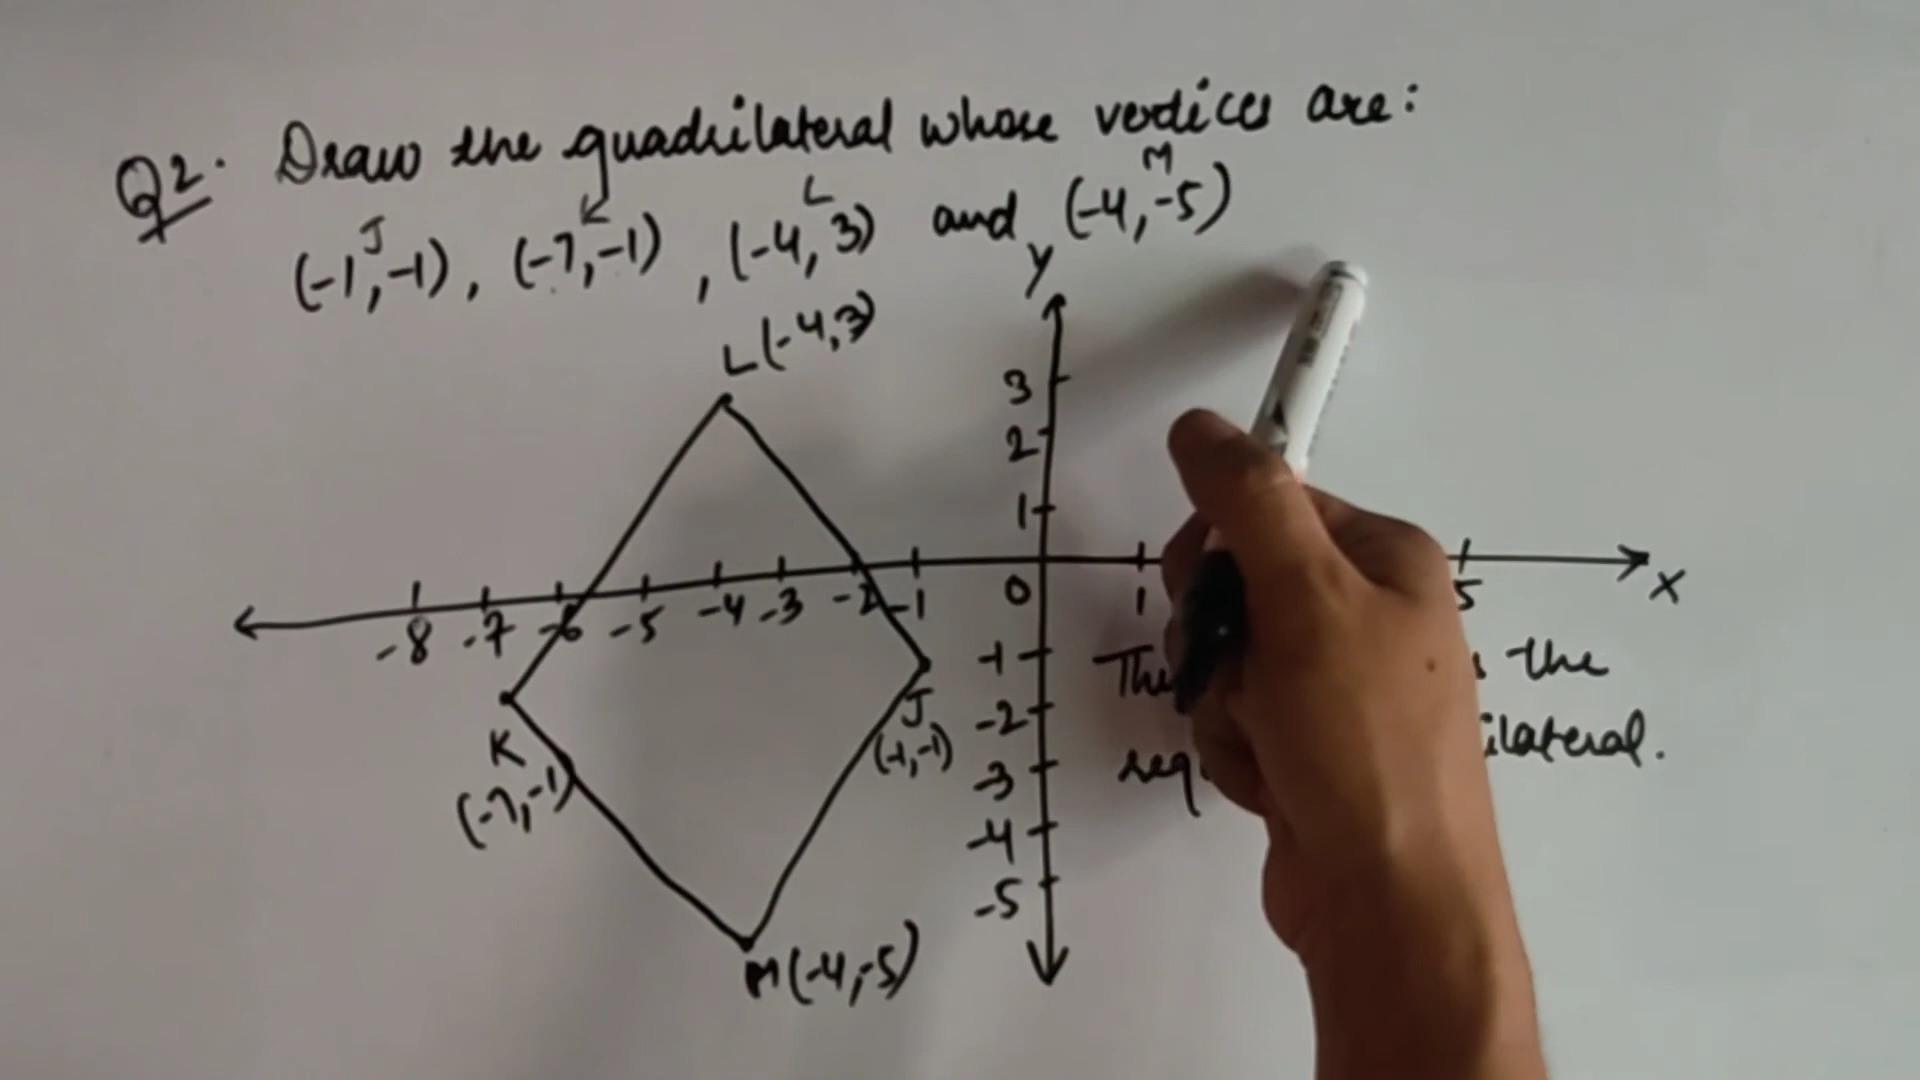 Q2. Draw the quadrilateral whose vertices are:
J K L M
(-1,-1), (-7,-1), (-4,3) and (-4,-5)
L(-4,3)
Y
3
2
1
-8 -7 -6 -5 -4 -3 -2 -1 0 1 5 X
-1
-2
-3
-4
-5
K
(-7,-1)
J
(-1,-1)
M(-4,-5)
the